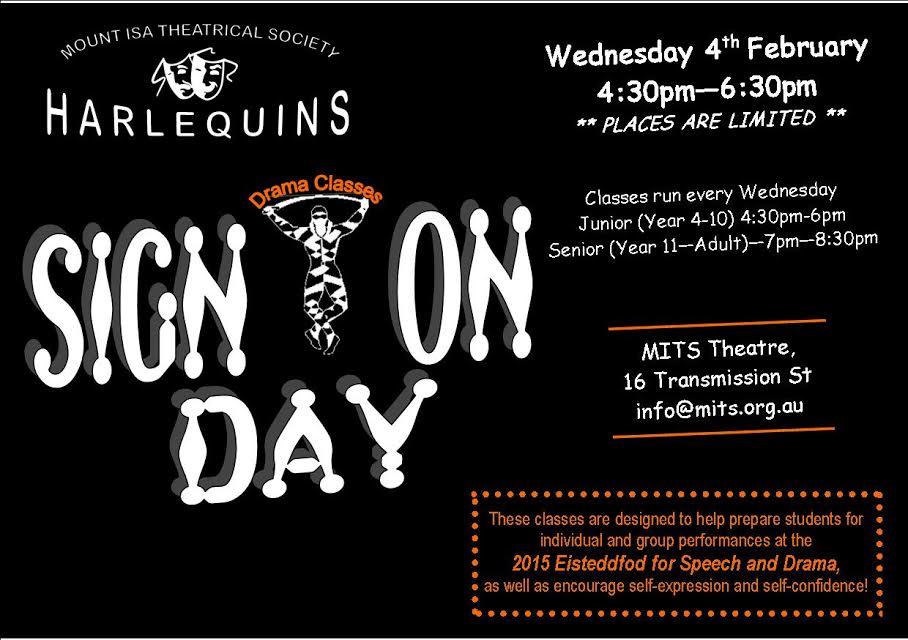 MOUNT ISA THEATRICAL SOCIETY
HARLEQUINS
Wednesday 4th February
4:30pm—6:30pm
** PLACES ARE LIMITED **
Drama Classes
SIGN ON
DAY
Classes run every Wednesday
Junior (Year 4-10) 4:30pm-6pm
Senior (Year 11—Adult)—7pm—8:30pm
MITS Theatre,
16 Transmission St
info@mits.org.au
These classes are designed to help prepare students for
individual and group performances at the
2015 Eisteddfod for Speech and Drama,
as well as encourage self-expression and self-confidence!